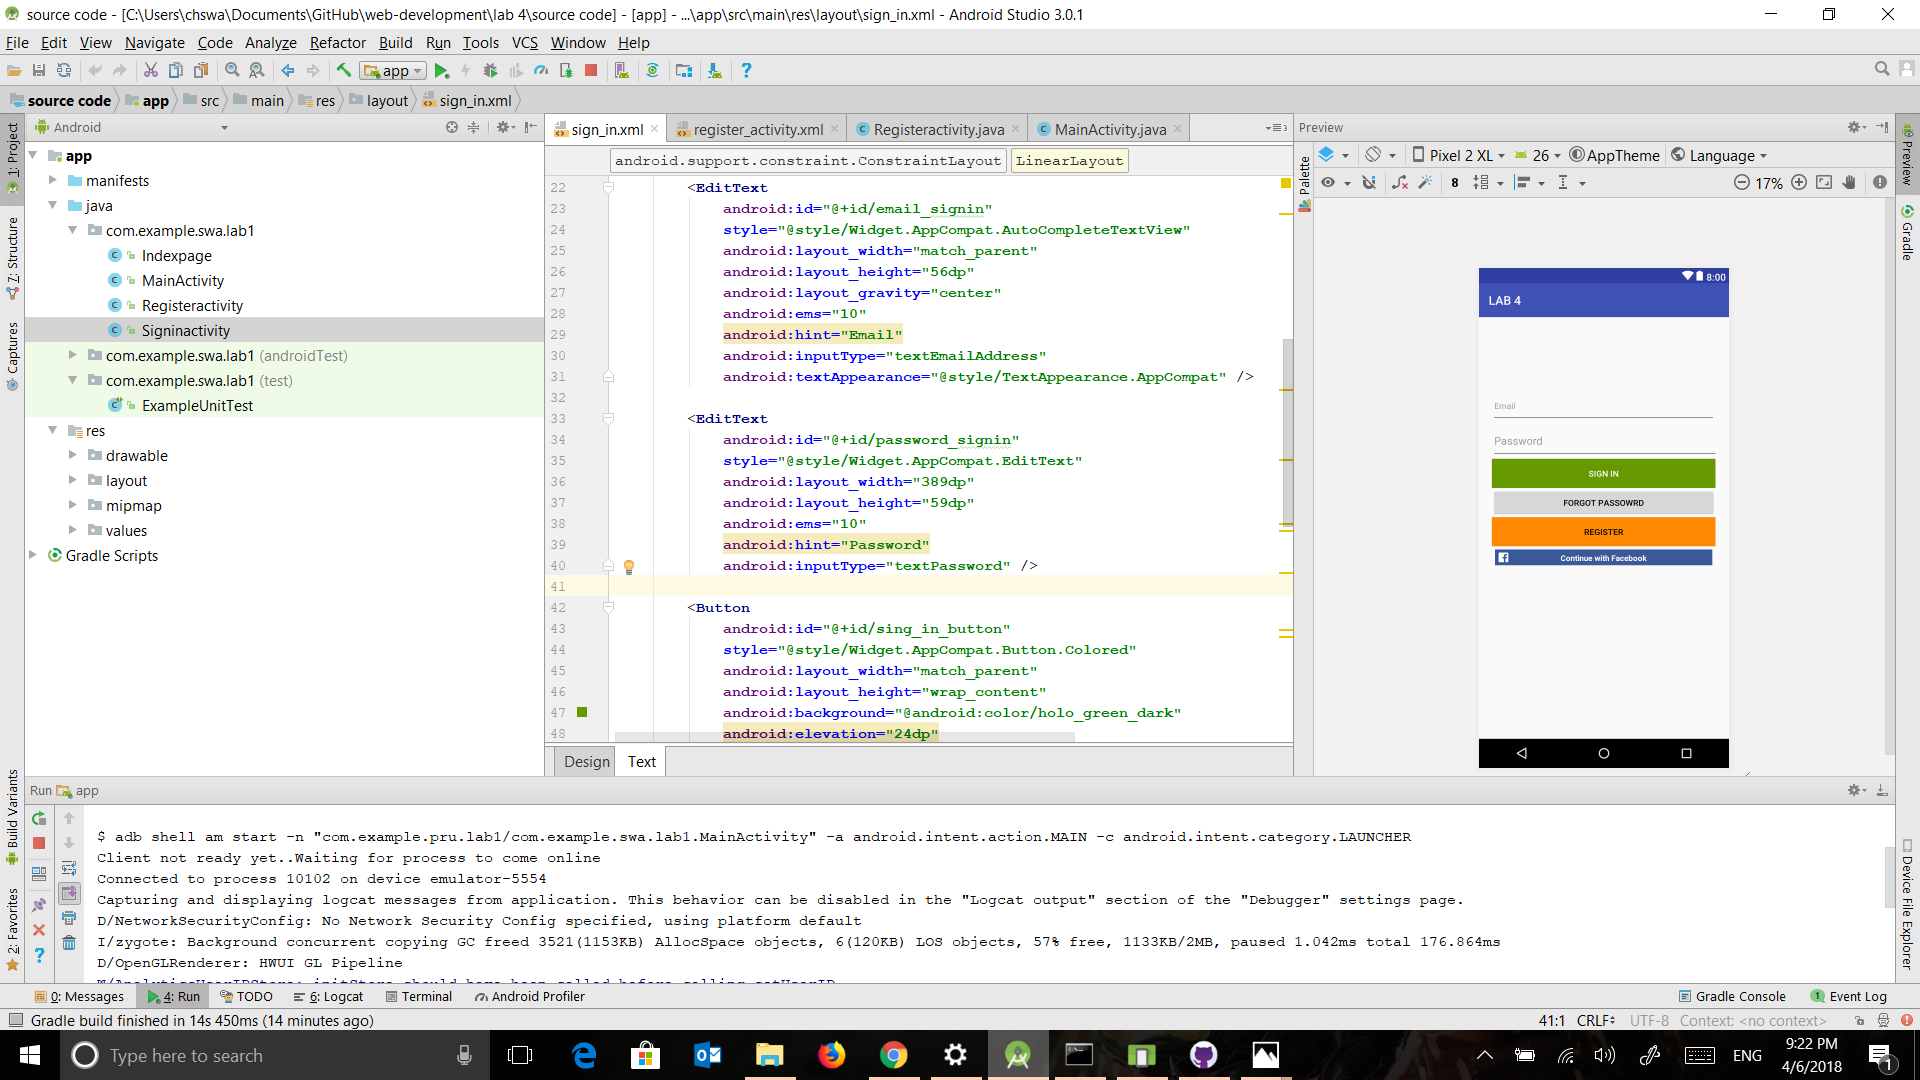 source code - [C:\Users\chswa\Documents\GitHub\web-development\lab 4\source code] - [app] - ...\app\src\main\res\layout\sign_in.xml - Android Studio 3.0.1
File Edit View Navigate Code Analyze Refactor Build Run Tools VCS Window Help
app
source code app src main res layout sign_in.xml
1: Project
7: Structure
Captures
Build Variants
2: Favorites
Android
app
manifests
java
com.example.swa.lab1
Indexpage
MainActivity
Registeractivity
Signinactivity
com.example.swa.lab1 (androidTest)
com.example.swa.lab1 (test)
ExampleUnitTest
res
drawable
layout
mipmap
values
Gradle Scripts
sign_in.xml register_activity.xml Registeractivity.java MainActivity.java
android.support.constraint.ConstraintLayout LinearLayout
22 <EditText
23 android:id="@+id/email_signin"
24 style="@style/Widget.AppCompat.AutoCompleteTextView"
25 android:layout_width="match_parent"
26 android:layout_height="56dp"
27 android:layout_gravity="center"
28 android:ems="10"
29 android:hint="Email"
30 android:inputType="textEmailAddress"
31 android:textAppearance="@style/TextAppearance.AppCompat" />
32
33 <EditText
34 android:id="@+id/password_signin"
35 style="@style/Widget.AppCompat.EditText"
36 android:layout_width="389dp"
37 android:layout_height="59dp"
38 android:ems="10"
39 android:hint="Password"
40 android:inputType="textPassword" />
41
42 <Button
43 android:id="@+id/sing_in_button"
44 style="@style/Widget.AppCompat.Button.Colored"
45 android:layout_width="match_parent"
46 android:layout_height="wrap_content"
47 android:background="@android:color/holo_green_dark"
48 android:elevation="24dp"
Design Text
Preview
Palette
Pixel 2 XL 26 AppTheme Language
8 17%
8:00
LAB 4
Email
Password
SIGN IN
FORGOT PASSOWRD
REGISTER
Continue with Facebook
Preview
Gradle
Device File Explorer
Run app
$ adb shell am start -n "com.example.pru.lab1/com.example.swa.lab1.MainActivity" -a android.intent.action.MAIN -c android.intent.category.LAUNCHER
Client not ready yet..Waiting for process to come online
Connected to process 10102 on device emulator-5554
Capturing and displaying logcat messages from application. This behavior can be disabled in the "Logcat output" section of the "Debugger" settings page.
D/NetworkSecurityConfig: No Network Security Config specified, using platform default
I/zygote: Background concurrent copying GC freed 3521(1153KB) AllocSpace objects, 6(120KB) LOS objects, 57% free, 1133KB/2MB, paused 1.042ms total 176.864ms
D/OpenGLRenderer: HWUI GL Pipeline
0: Messages 4: Run TODO 6: Logcat Terminal Android Profiler Gradle Console 1 Event Log
Gradle build finished in 14s 450ms (14 minutes ago) 41:1 CRLF UTF-8 Context: <no context>
Type here to search ENG 9:22 PM
4/6/2018 1